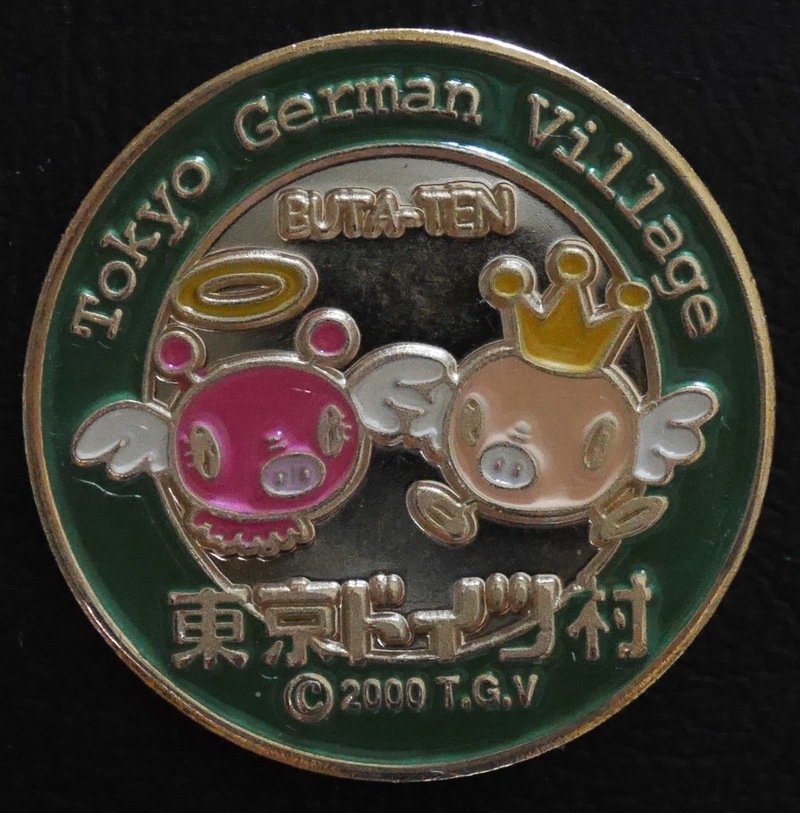 Tokyo German Village
BUTA-TEN
東京ドイツ村
©2000 T.G.V